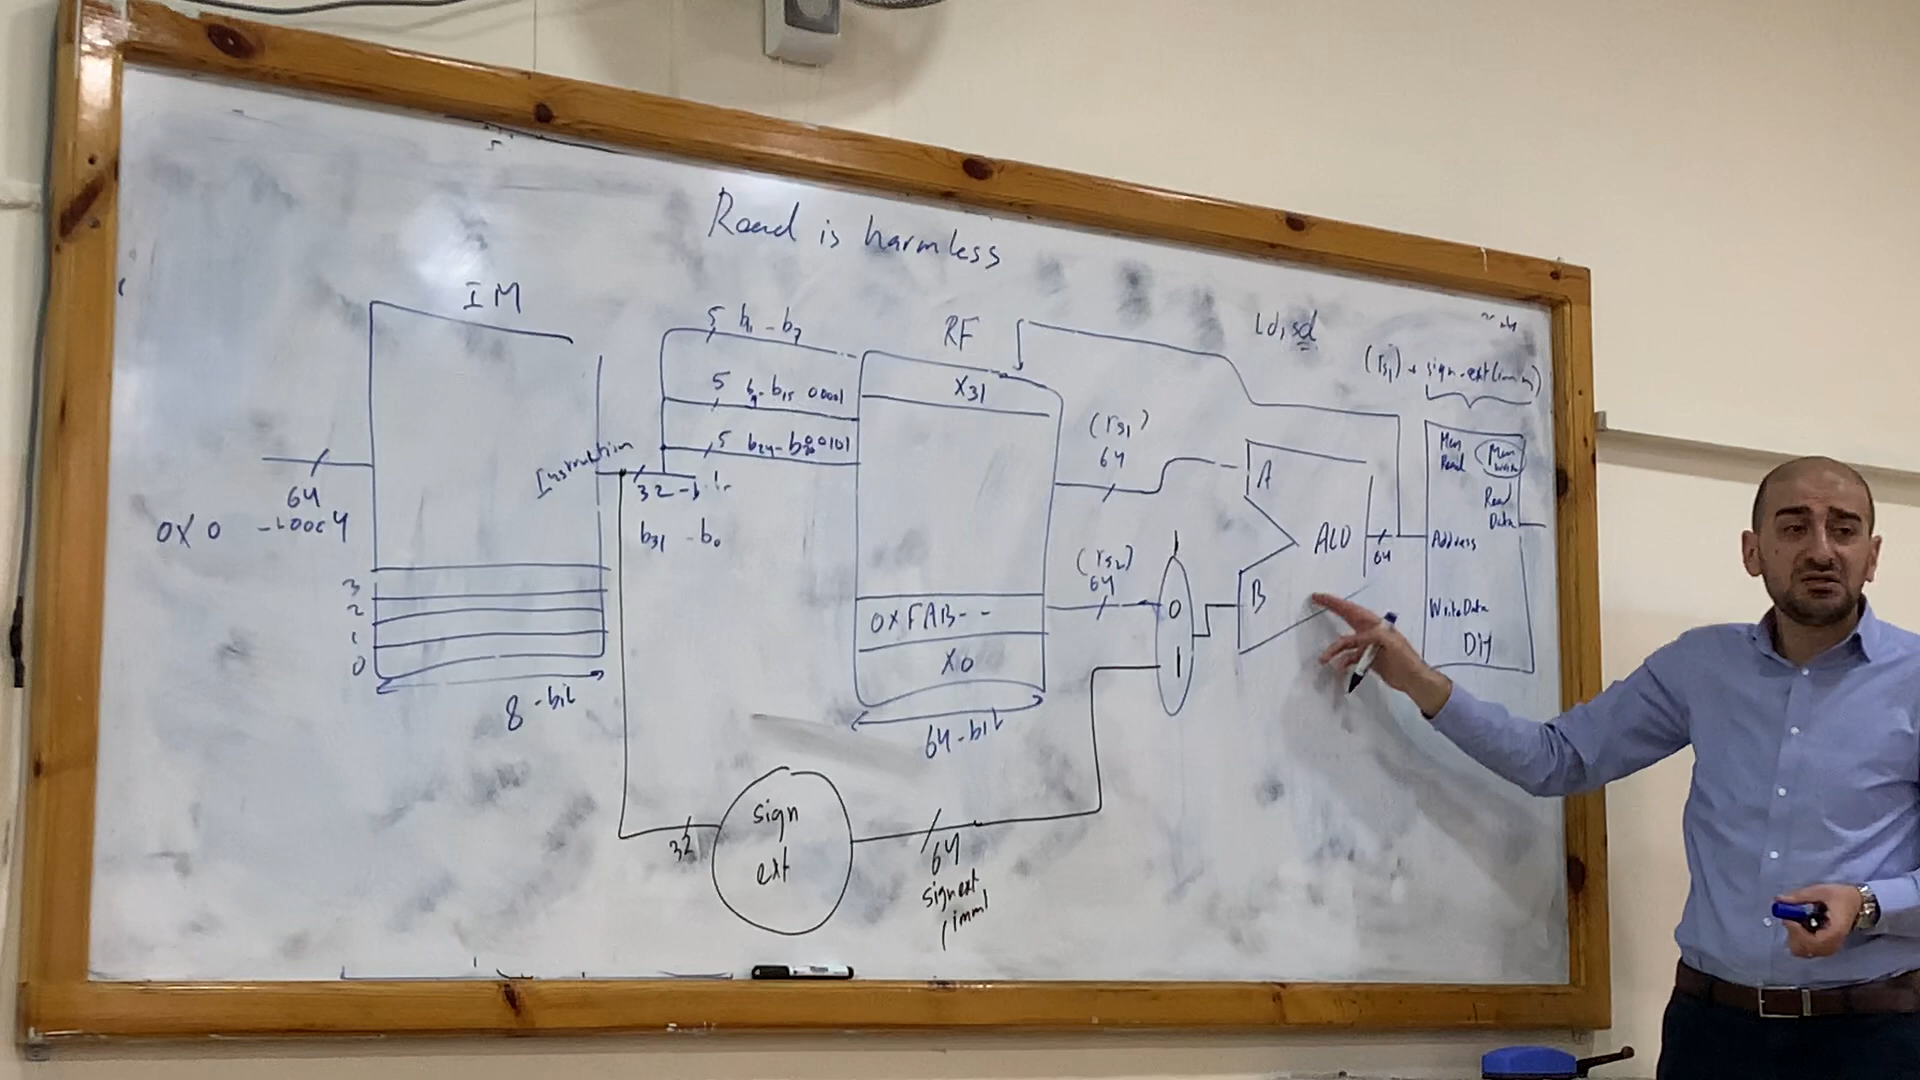 Read is harmless
IM
64
0X0
3
2
1
0
8-bit
Instruction
32-bit
b31 - b0
5 b11 - b7
5 b19-b15 00001
5 b24-b20 00101
RF
X31
0XFAB--
X0
64-bit
(rs1)
64
(rs2)
64
0
1
A
B
ALU
64
ld, sd
(rs1) + sign-ext(imm)
Mem
Read
Mem
Write
Read
Data
Address
Write Data
DM
32
sign
ext
64
sign ext
(imm)